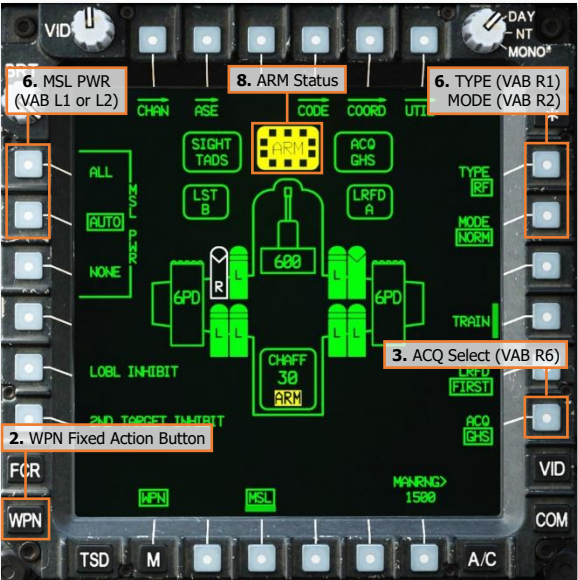 VID
DAY
NT
MONO*
BRT
6. MSL PWR
(VAB L1 or L2)
8. ARM Status
6. TYPE (VAB R1)
MODE (VAB R2)
CHAN
ASE
CODE
COORD
UTIL
SIGHT
TADS
ARM
ACQ
GHS
ALL
TYPE
RF
LST
B
LRFD
A
AUTO
MSL PWR
MODE
NORM
NONE
600
L
L
R
6PD
6PD
L
L
L
L
TRAIN
3. ACQ Select (VAB R6)
LOBL INHIBIT
CHAFF
30
ARM
LRFD
FIRST
2ND TARGET INHIBIT
ACQ
GHS
2. WPN Fixed Action Button
FCR
MANRNG>
1500
VID
WPN
WPN
MSL
COM
TSD
M
A/C